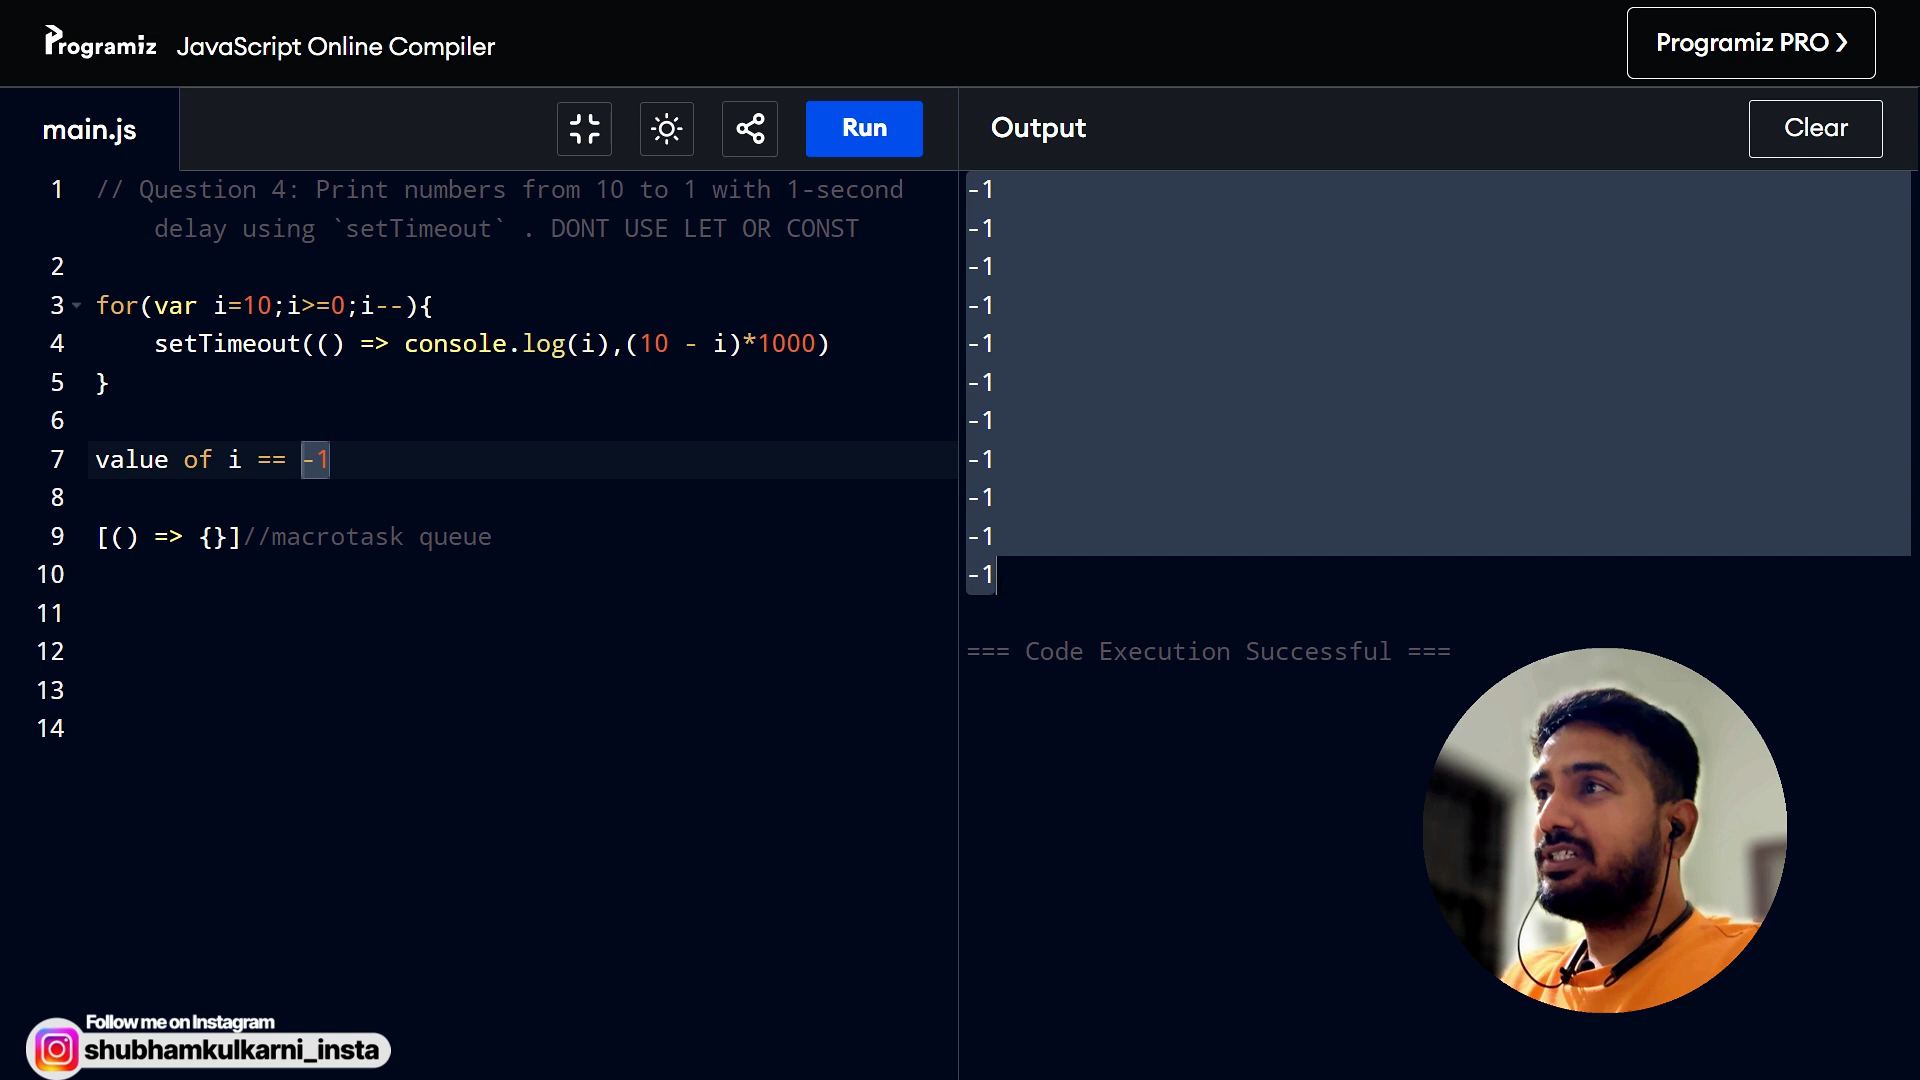 Programiz JavaScript Online Compiler
Programiz PRO ❯
main.js
Run
Output
Clear
1 // Question 4: Print numbers from 10 to 1 with 1-second
delay using `setTimeout` . DONT USE LET OR CONST
2
3 for(var i=10;i>=0;i--){
4 setTimeout(() => console.log(i),(10 - i)*1000)
5 }
6
7 value of i == -1
8
9 [() => {}]//macrotask queue
10
11
12
13
14
-1
-1
-1
-1
-1
-1
-1
-1
-1
-1
-1
=== Code Execution Successful ===
Follow me on Instagram
shubhamkulkarni_insta